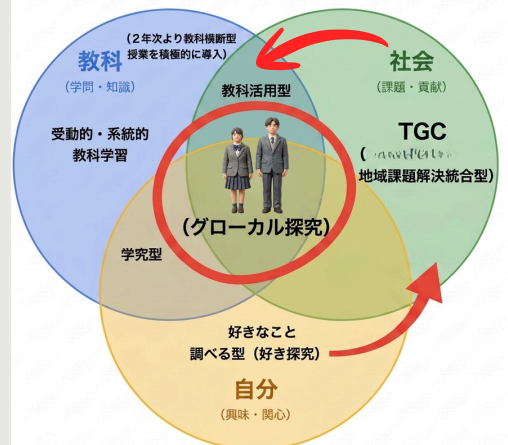 (２年次より教科横断型
授業を積極的に導入)
教科
(学問・知識)
社会
(課題・貢献)
教科活用型
受動的・系統的
教科学習
TGC
(
地域課題解決統合型)
(グローカル探究)
学究型
好きなこと
調べる型（好き探究）
自分
(興味・関心)